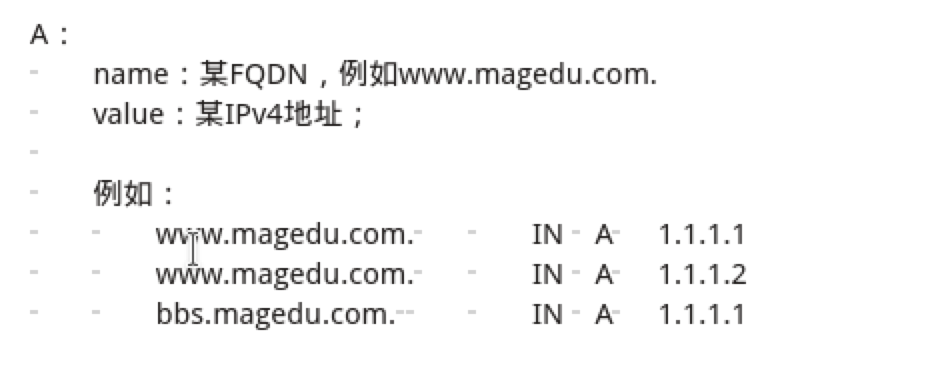 A：
name：某FQDN，例如www.magedu.com.
value：某IPv4地址；
例如：
www.magedu.com. IN A 1.1.1.1
www.magedu.com. IN A 1.1.1.2
bbs.magedu.com. IN A 1.1.1.1